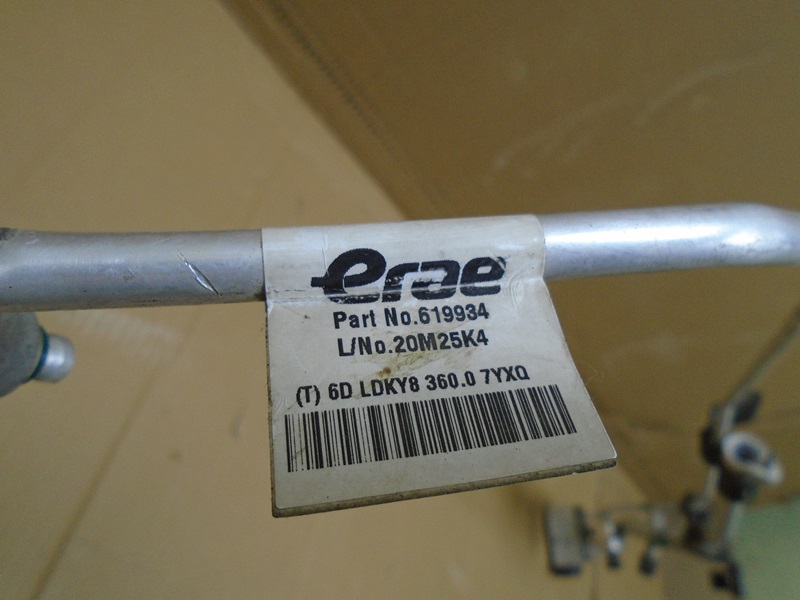 erae
Part No.619934
L/No.20M25K4
(T) 6D LDKY8 360.0 7YXQ